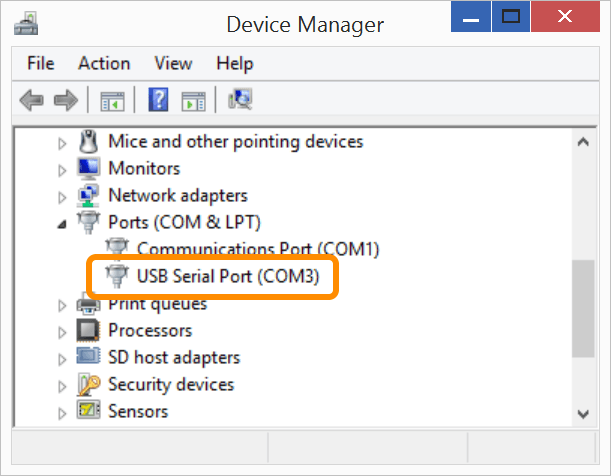 Device Manager
File Action View Help
Mice and other pointing devices
Monitors
Network adapters
Ports (COM & LPT)
Communications Port (COM1)
USB Serial Port (COM3)
Print queues
Processors
SD host adapters
Security devices
Sensors